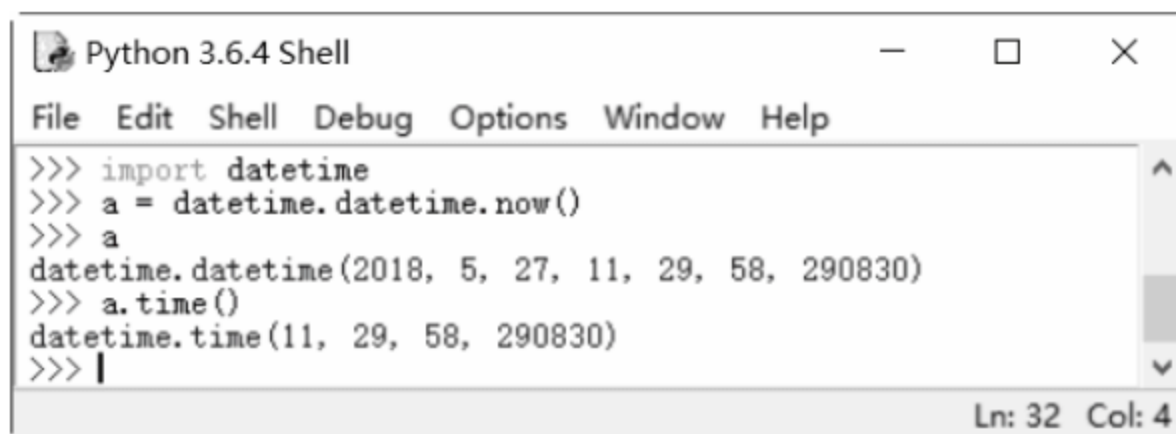 Python 3.6.4 Shell
File Edit Shell Debug Options Window Help
>>> import datetime
>>> a = datetime.datetime.now()
>>> a
datetime.datetime(2018, 5, 27, 11, 29, 58, 290830)
>>> a.time()
datetime.time(11, 29, 58, 290830)
>>>
Ln: 32 Col: 4